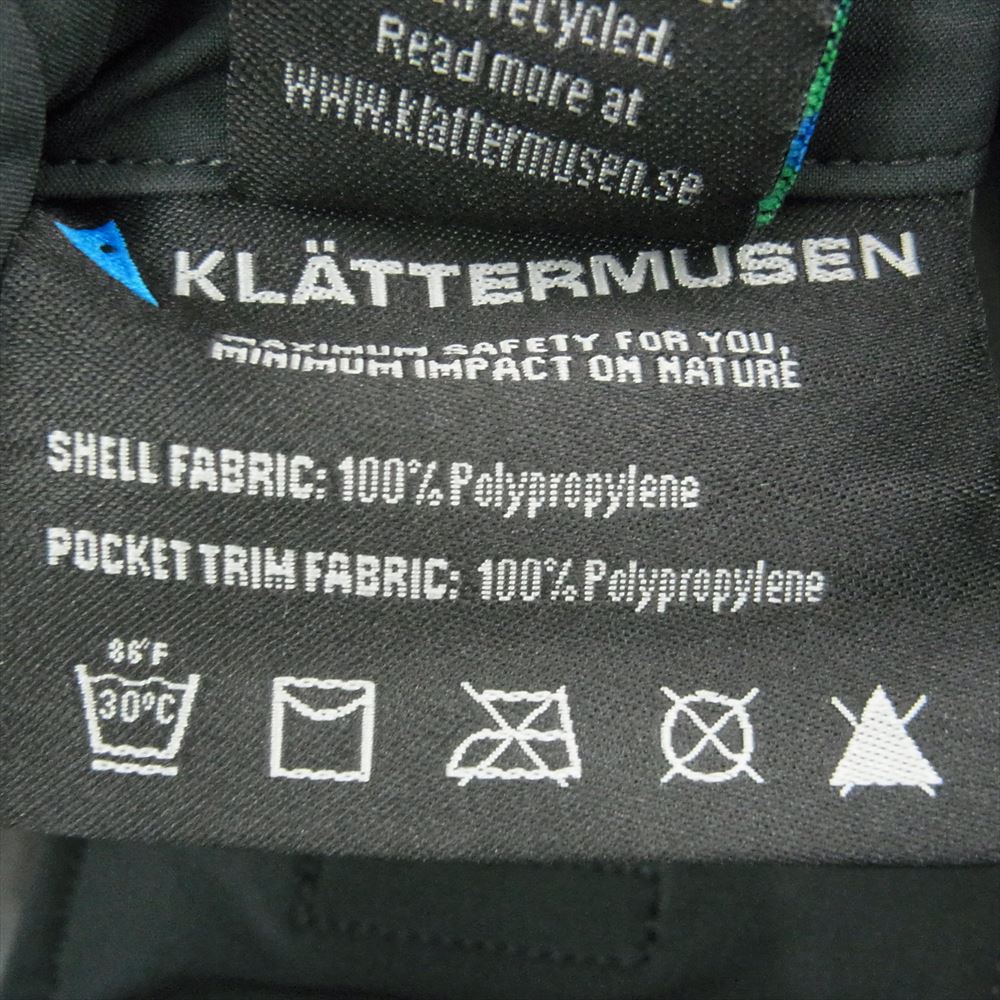 recycled.
Read more at
www.klattermusen.se
KLÄTTERMUSEN
MAXIMUM SAFETY FOR YOU,
MINIMUM IMPACT ON NATURE
SHELL FABRIC: 100% Polypropylene
POCKET TRIM FABRIC: 100% Polypropylene
86°F
30°C